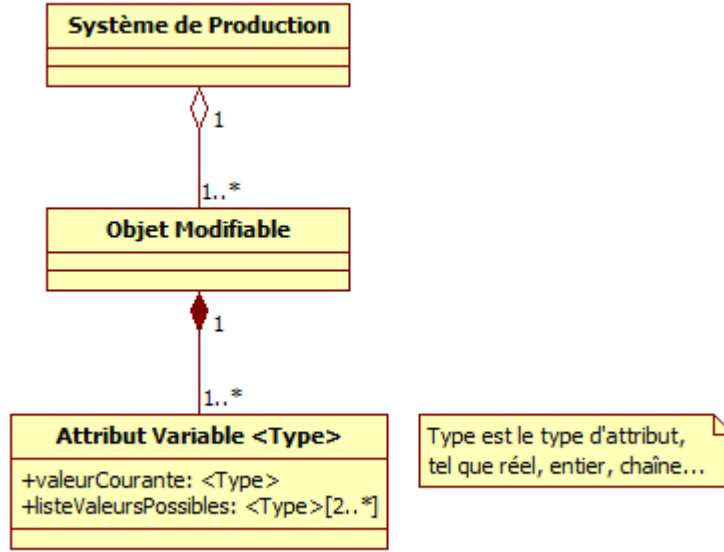 Système de Production
1
1..*
Objet Modifiable
1
1..*
Attribut Variable <Type>
+valeurCourante: <Type>
+listeValeursPossibles: <Type>[2..*]
Type est le type d'attribut,
tel que réel, entier, chaîne...